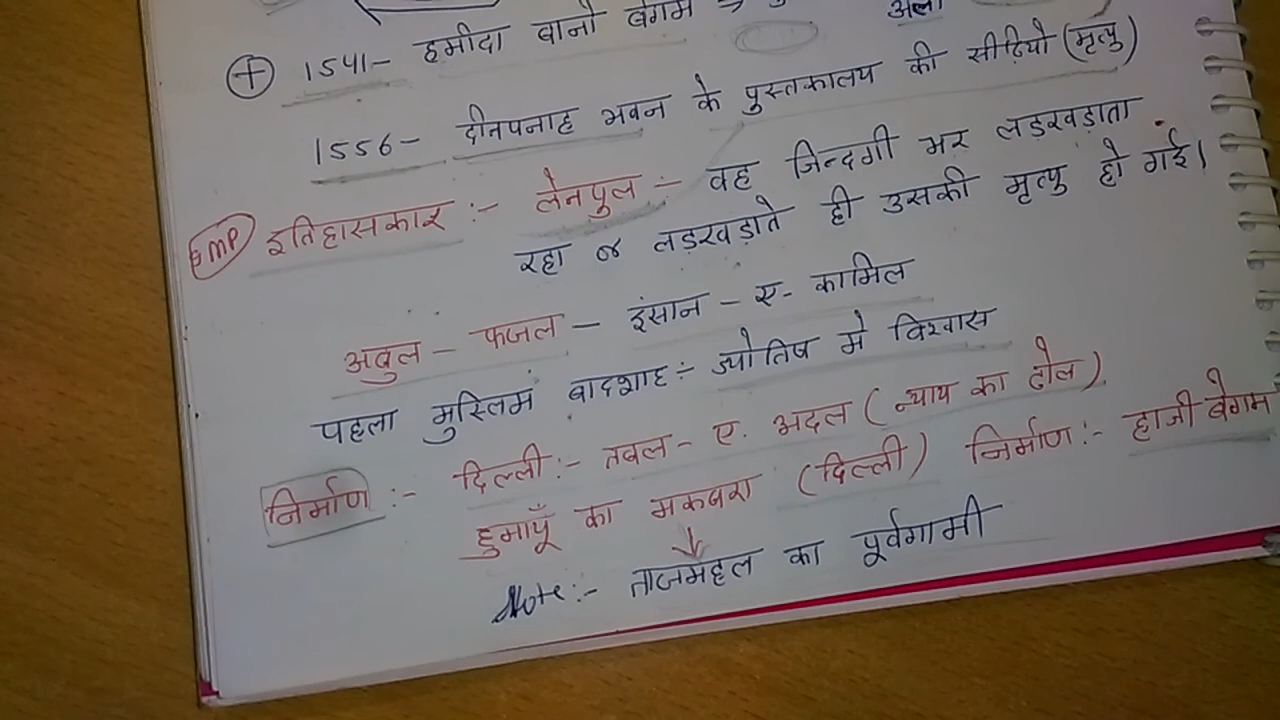 1541- हमीदा बानो बेगम →
1556- दीनपनाह भवन के पुस्तकालय की सीढियो (मृत्यु)
IMP इतिहासकार :- लेनपुल :- वह जिन्दगी भर लड़खड़ाता
रहा व लड़खड़ाते ही उसकी मृत्यु हो गई।
अबुल - फजल - इंसान - ए - कामिल
पहला मुस्लिम बादशाह :- ज्योतिष मे विश्वास
निर्माण :- दिल्ली :- तबल - ए. अदल (न्याय का ढोल)
हुमायूँ का मकबरा (दिल्ली) निर्माण :- हाजी बेगम
Note :- ताजमहल का पूर्वगामी